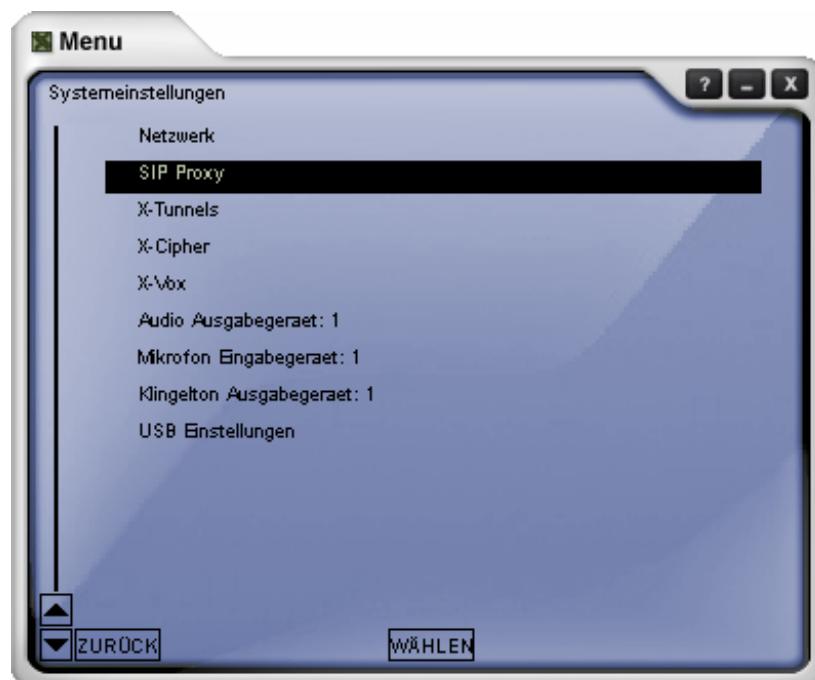 Menu
? - X
Systemeinstellungen
Netzwerk
SIP Proxy
X-Tunnels
X-Cipher
X-Vox
Audio Ausgabegeraet: 1
Mikrofon Eingabegeraet: 1
Klingelton Ausgabegeraet: 1
USB Einstellungen
ZURÜCK WÄHLEN